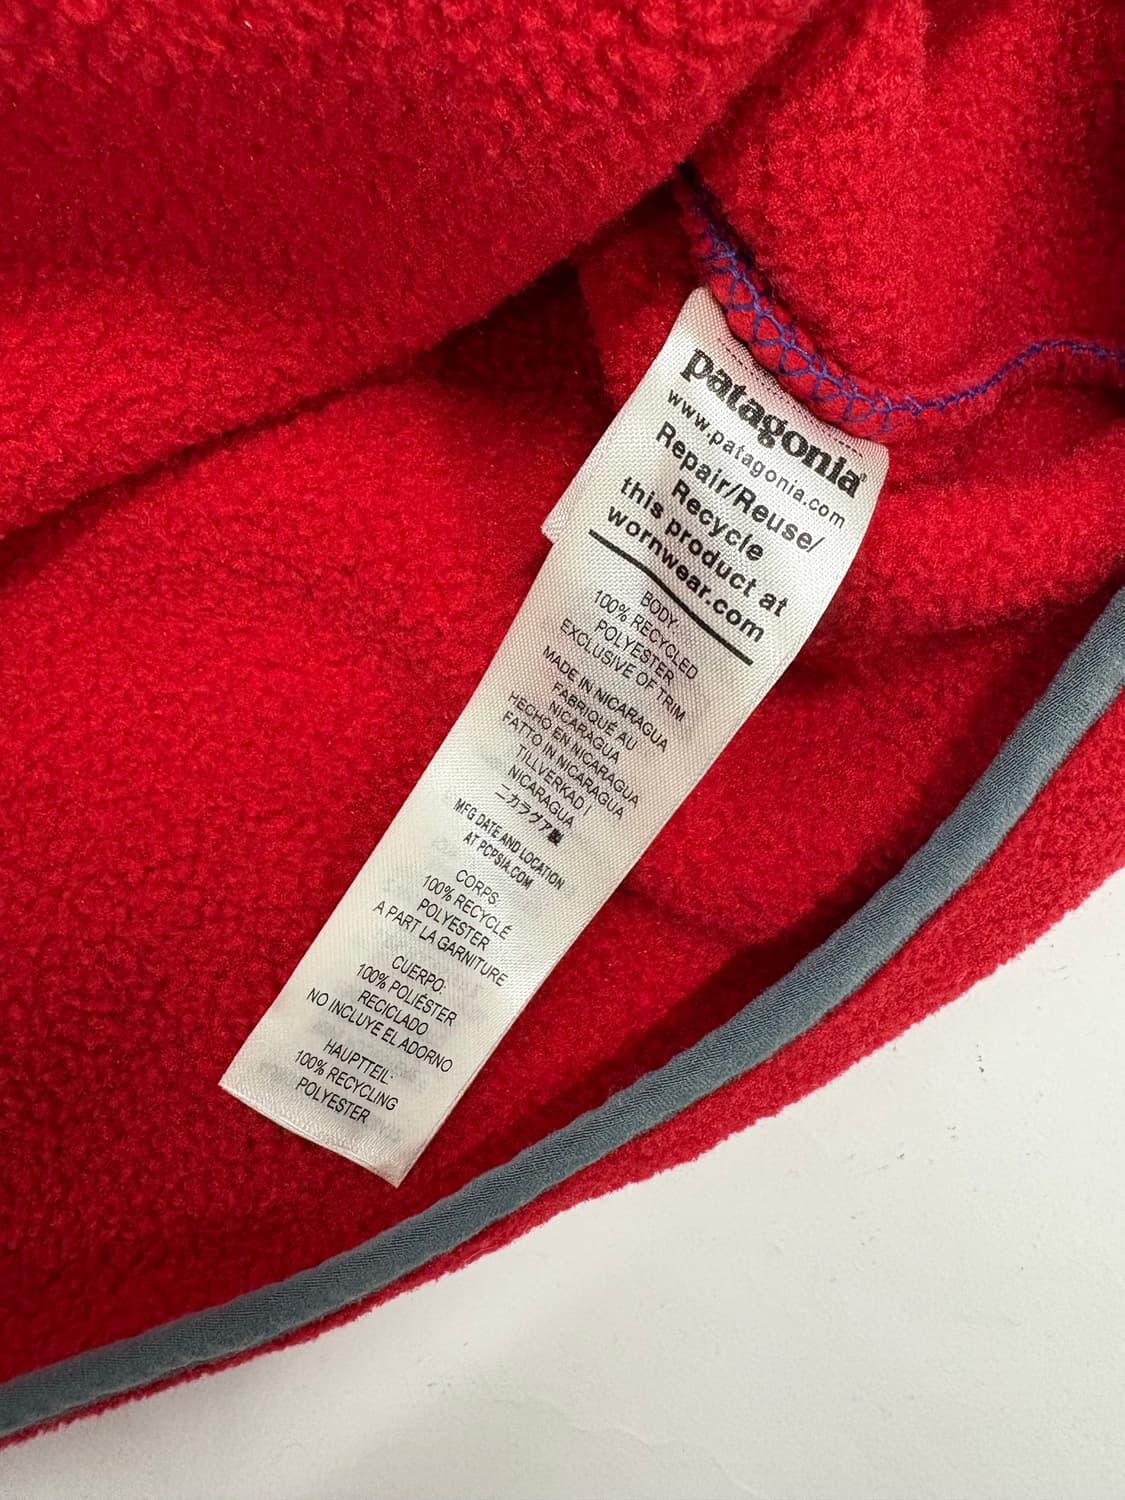 patagonia®
www.patagonia.com
Repair/Reuse/
Recycle
this product at
wornwear.com
BODY:
100% RECYCLED
POLYESTER
EXCLUSIVE OF TRIM
MADE IN NICARAGUA
FABRIQUÉ AU
NICARAGUA
HECHO EN NICARAGUA
FATTO IN NICARAGUA
TILLVERKAD I
NICARAGUA
ニカラグア製
MFG DATE AND LOCATION
AT PCPSIA.COM
CORPS:
100% RECYCLÉ
POLYESTER
A PART LA GARNITURE
CUERPO:
100% POLIÉSTER
RECICLADO
NO INCLUYE EL ADORNO
HAUPTTEIL:
100% RECYCLING
POLYESTER